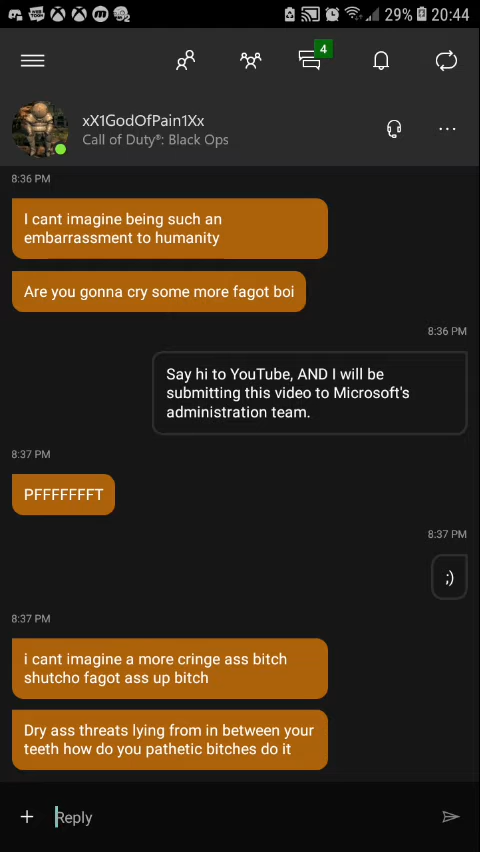 29% 20:44
4
xX1GodOfPain1Xx
Call of Duty®: Black Ops
8:36 PM
I cant imagine being such an
embarrassment to humanity
Are you gonna cry some more fagot boi
8:36 PM
Say hi to YouTube, AND I will be
submitting this video to Microsoft's
administration team.
8:37 PM
PFFFFFFFT
8:37 PM
;)
8:37 PM
i cant imagine a more cringe ass bitch
shutcho fagot ass up bitch
Dry ass threats lying from in between your
teeth how do you pathetic bitches do it
Reply